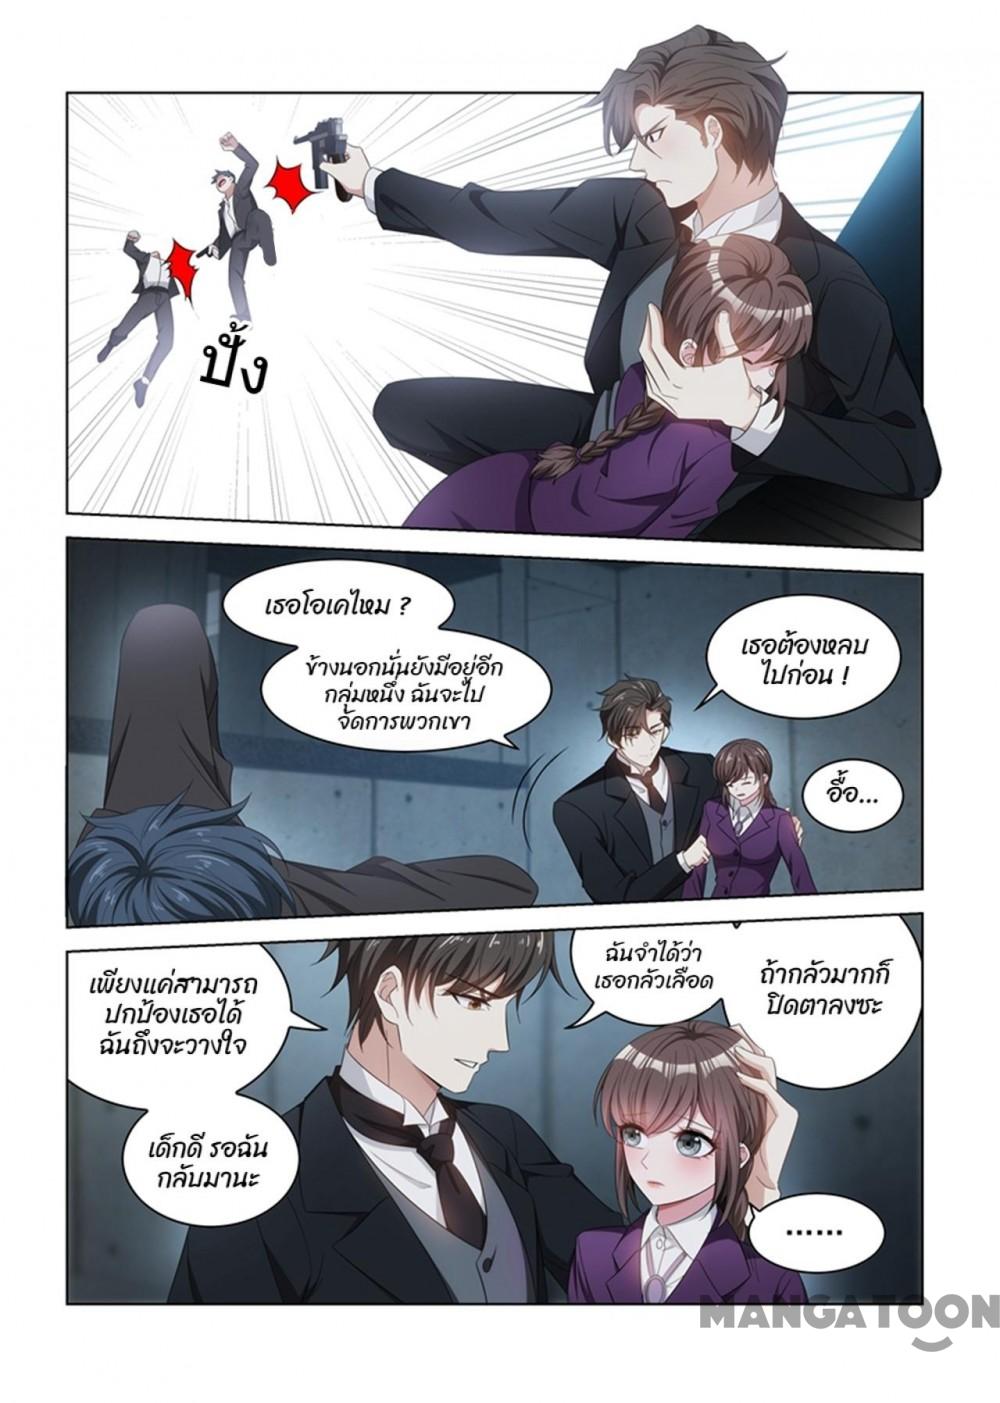 ปั้ง
เธอโอเคไหม ?
ข้างนอกนั่นยังมีอยู่อีก
กลุ่มหนึ่ง ฉันจะไป
จัดการพวกเขา
เธอต้องหลบ
ไปก่อน !
อื้อ...
เพียงแค่สามารถ
ปกป้องเธอได้
ฉันถึงจะวางใจ
เด็กดี รอฉัน
กลับมานะ
ฉันจำได้ว่า
เธอกลัวเลือด
ถ้ากลัวมากก็
ปิดตาลงซะ
......
MANGATOON